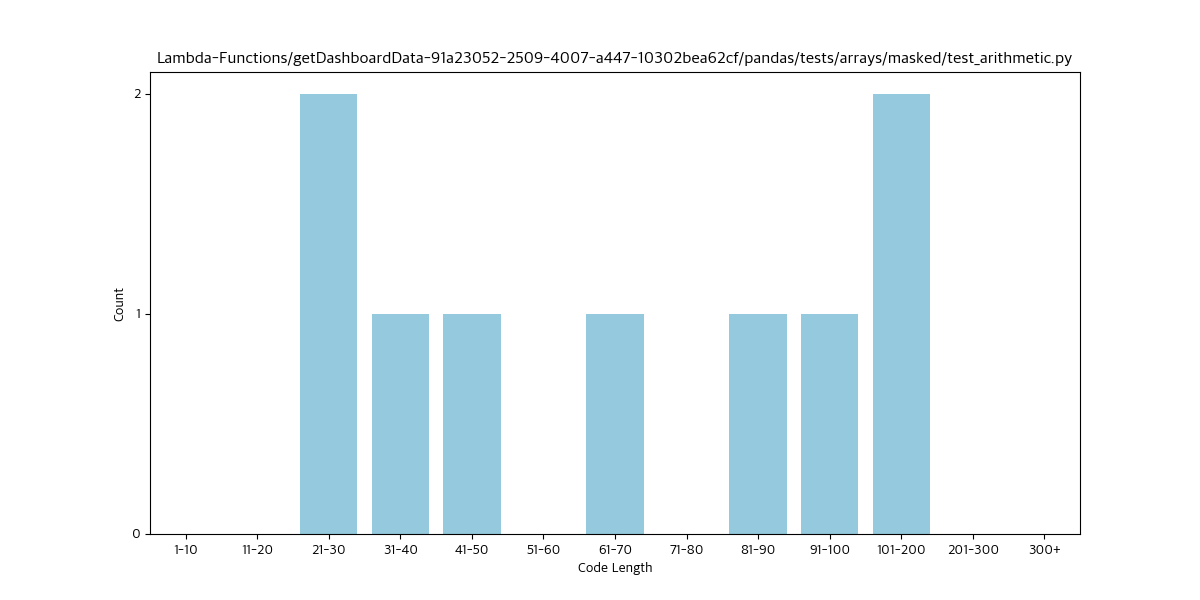 Lambda-Functions/getDashboardData-91a23052-2509-4007-a447-10302bea62cf/pandas/tests/arrays/masked/test_arithmetic.py
2
1
0
Count
1-10 11-20 21-30 31-40 41-50 51-60 61-70 71-80 81-90 91-100 101-200 201-300 300+
Code Length